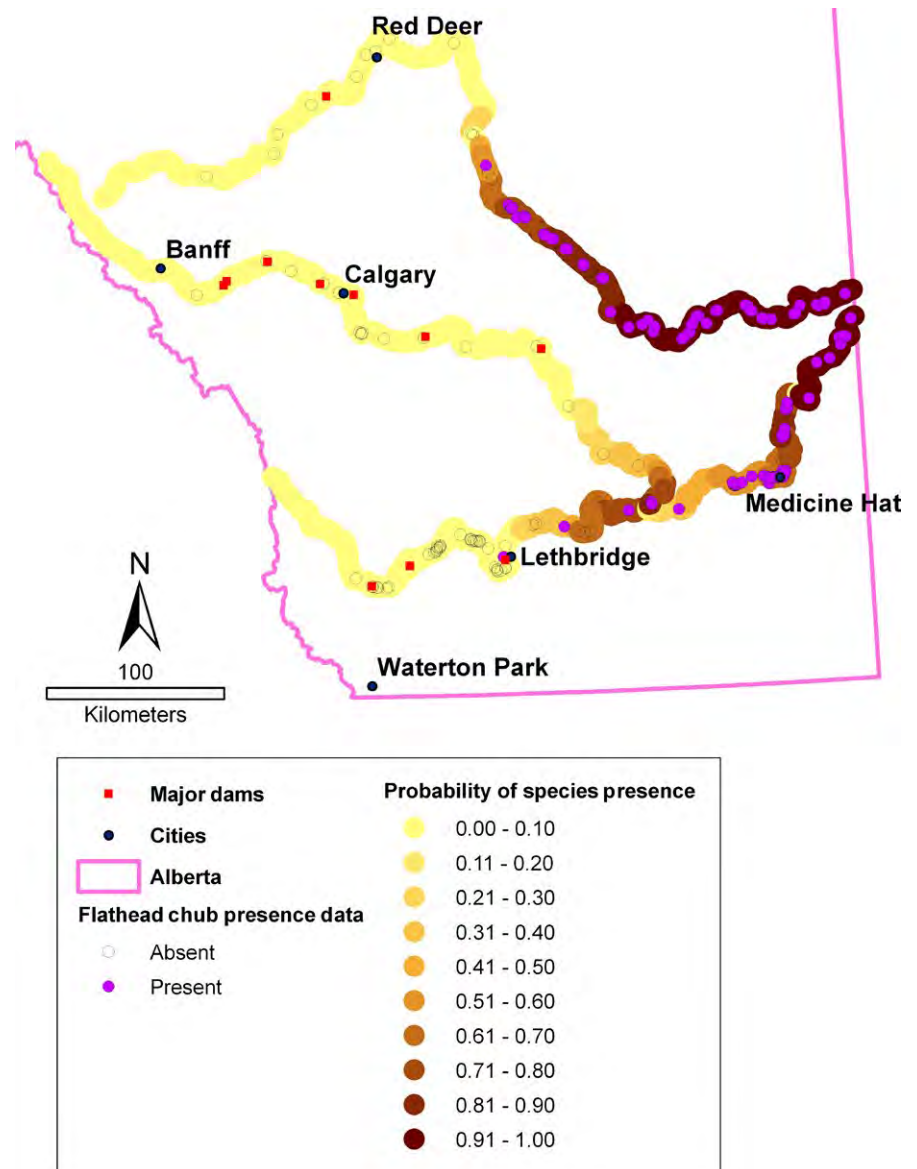 Red Deer
Banff
Calgary
Medicine Hat
Lethbridge
N
100
Kilometers
Waterton Park
Major dams
Cities
Alberta
Flathead chub presence data
Absent
Present
Probability of species presence
0.00 - 0.10
0.11 - 0.20
0.21 - 0.30
0.31 - 0.40
0.41 - 0.50
0.51 - 0.60
0.61 - 0.70
0.71 - 0.80
0.81 - 0.90
0.91 - 1.00